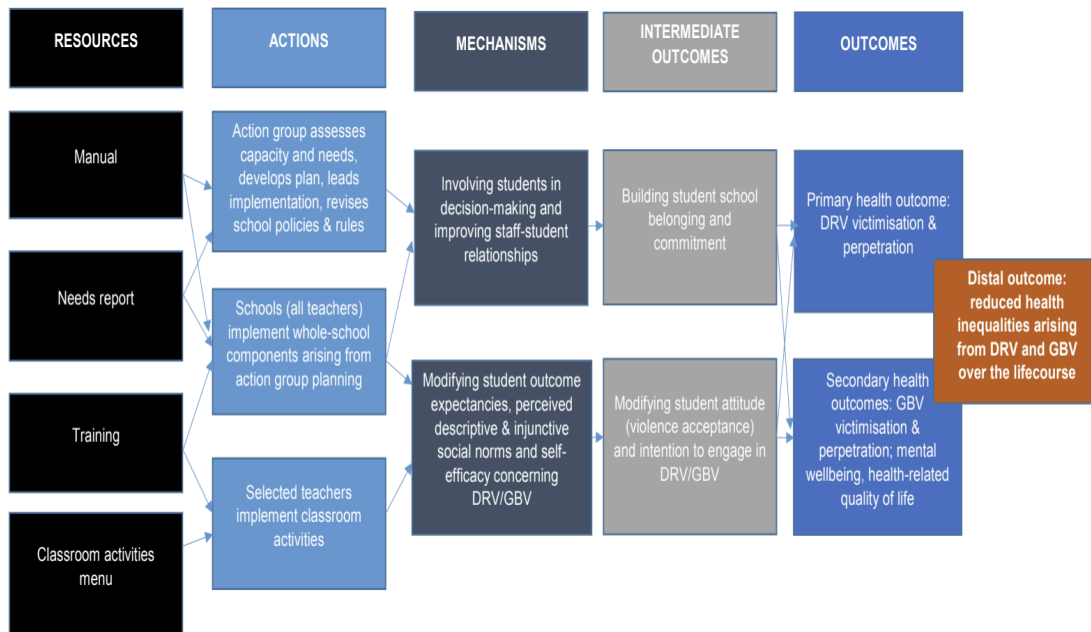 RESOURCES
ACTIONS
MECHANISMS
INTERMEDIATE
OUTCOMES
OUTCOMES
Manual
Needs report
Training
Classroom activities
menu
Action group assesses
capacity and needs,
develops plan, leads
implementation, revises
school policies & rules
Schools (all teachers)
implement whole-school
components arising from
action group planning
Selected teachers
implement classroom
activities
Involving students in
decision-making and
improving staff-student
relationships
Modifying student outcome
expectancies, perceived
descriptive & injunctive
social norms and self-
efficacy concerning
DRV/GBV
Building student school
belonging and
commitment
Modifying student attitude
(violence acceptance)
and intention to engage in
DRV/GBV
Primary health outcome:
DRV victimisation &
perpetration
Secondary health
outcomes: GBV
victimisation &
perpetration; mental
wellbeing, health-related
quality of life
Distal outcome:
reduced health
inequalities arising
from DRV and GBV
over the lifecourse